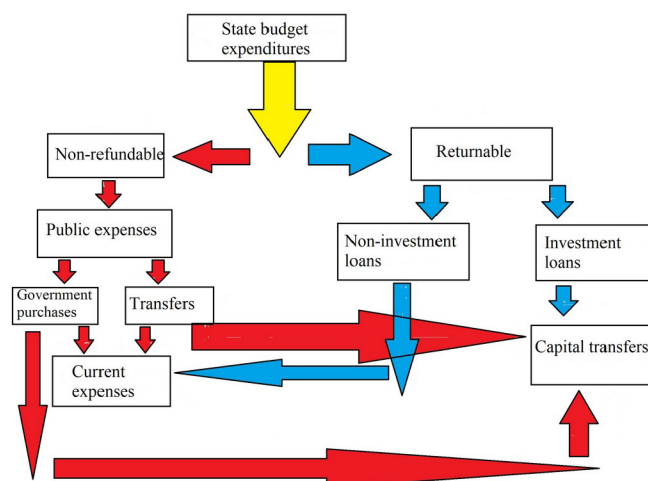 State budget
expenditures
Non-refundable
Returnable
Public expenses
Non-investment
loans
Investment
loans
Government
purchases
Transfers
Capital transfers
Current
expenses